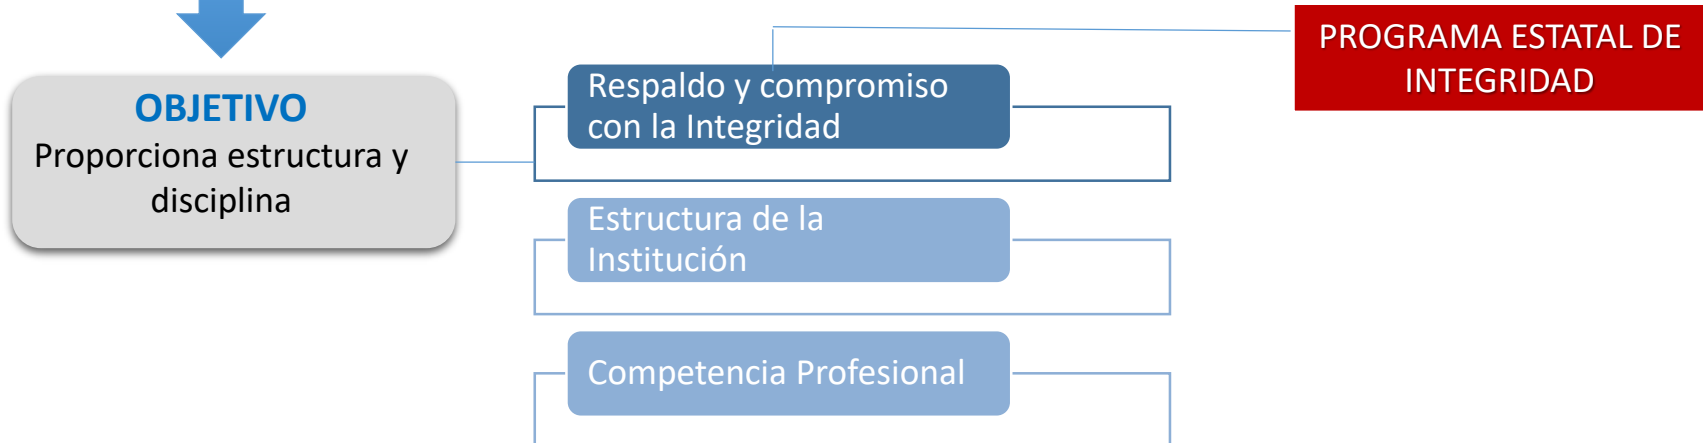 OBJETIVO
Proporciona estructura y
disciplina
Respaldo y compromiso
con la Integridad
Estructura de la
Institución
Competencia Profesional
PROGRAMA ESTATAL DE
INTEGRIDAD